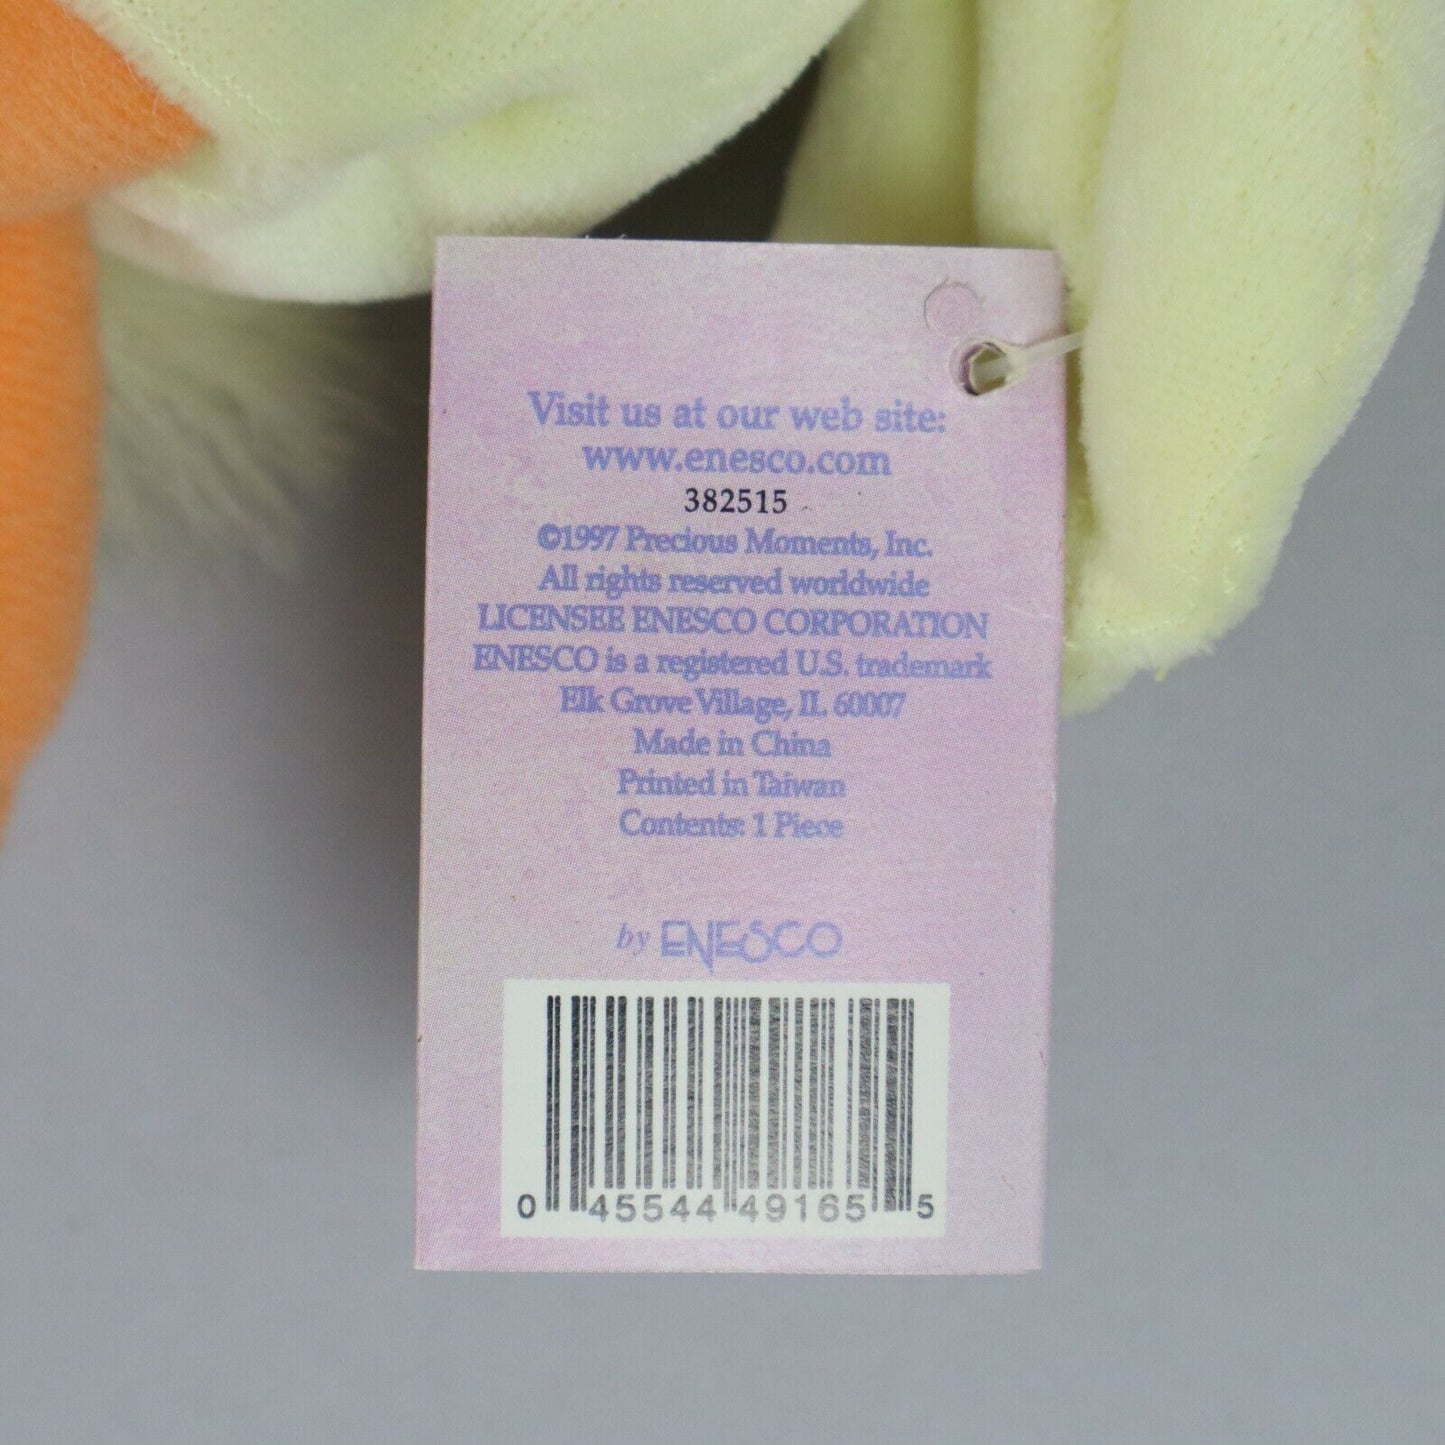 Visit us at our web site:
www.enesco.com
382515
©1997 Precious Moments, Inc.
All rights reserved worldwide
LICENSEE ENESCO CORPORATION
ENESCO is a registered U.S. trademark
Elk Grove Village, IL 60007
Made in China
Printed in Taiwan
Contents: 1 Piece
by ENESCO
0 45544 49165 5